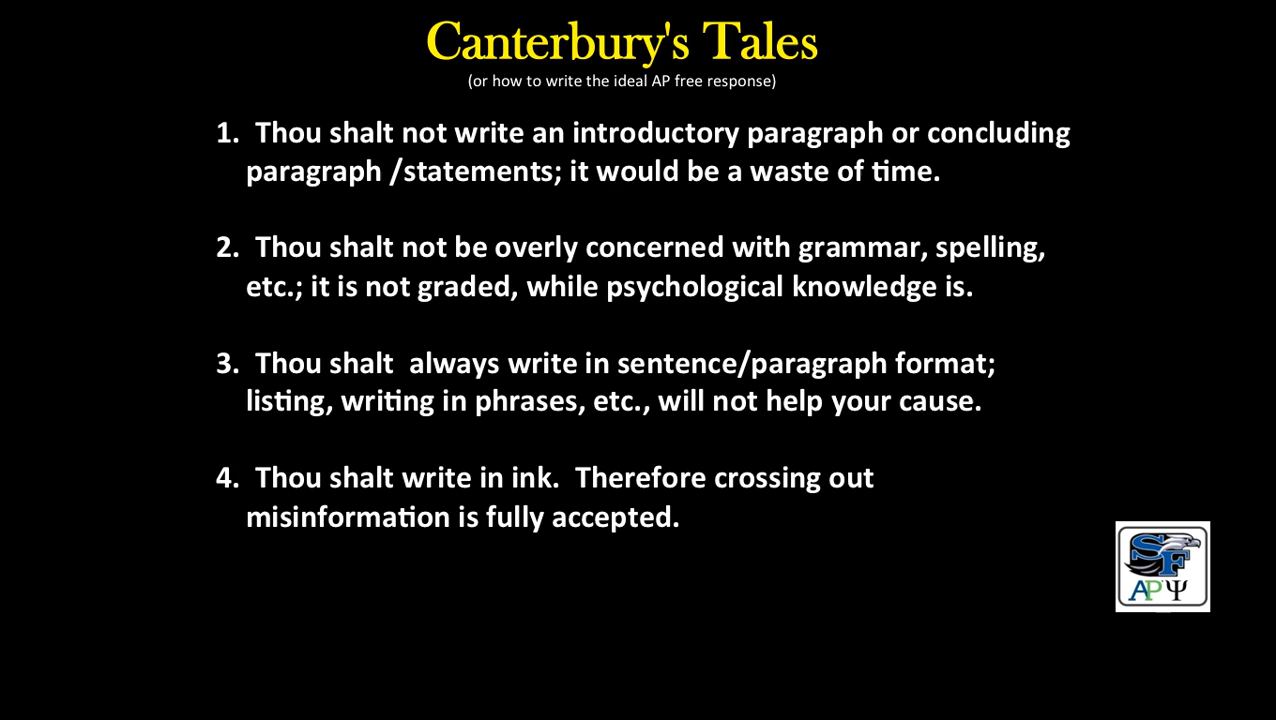 Canterbury's Tales
(or how to write the ideal AP free response)
1. Thou shalt not write an introductory paragraph or concluding
paragraph /statements; it would be a waste of time.
2. Thou shalt not be overly concerned with grammar, spelling,
etc.; it is not graded, while psychological knowledge is.
3. Thou shalt  always write in sentence/paragraph format;
listing, writing in phrases, etc., will not help your cause.
4. Thou shalt write in ink.  Therefore crossing out
misinformation is fully accepted.
SF
AP Ψ